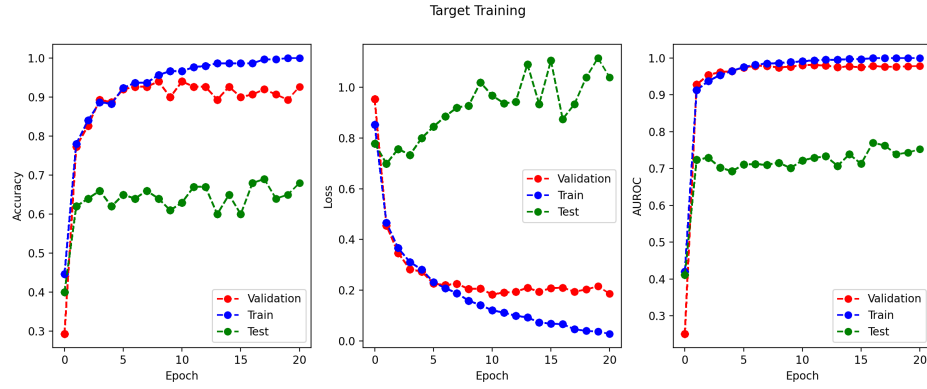 Target Training
Accuracy
1.0
0.9
0.8
0.7
0.6
0.5
0.4
0.3
0
5
10
15
20
Epoch
Validation
Train
Test
Loss
1.0
0.8
0.6
0.4
0.2
0.0
0
5
10
15
20
Epoch
Validation
Train
Test
AUROC
1.0
0.9
0.8
0.7
0.6
0.5
0.4
0.3
0
5
10
15
20
Epoch
Validation
Train
Test